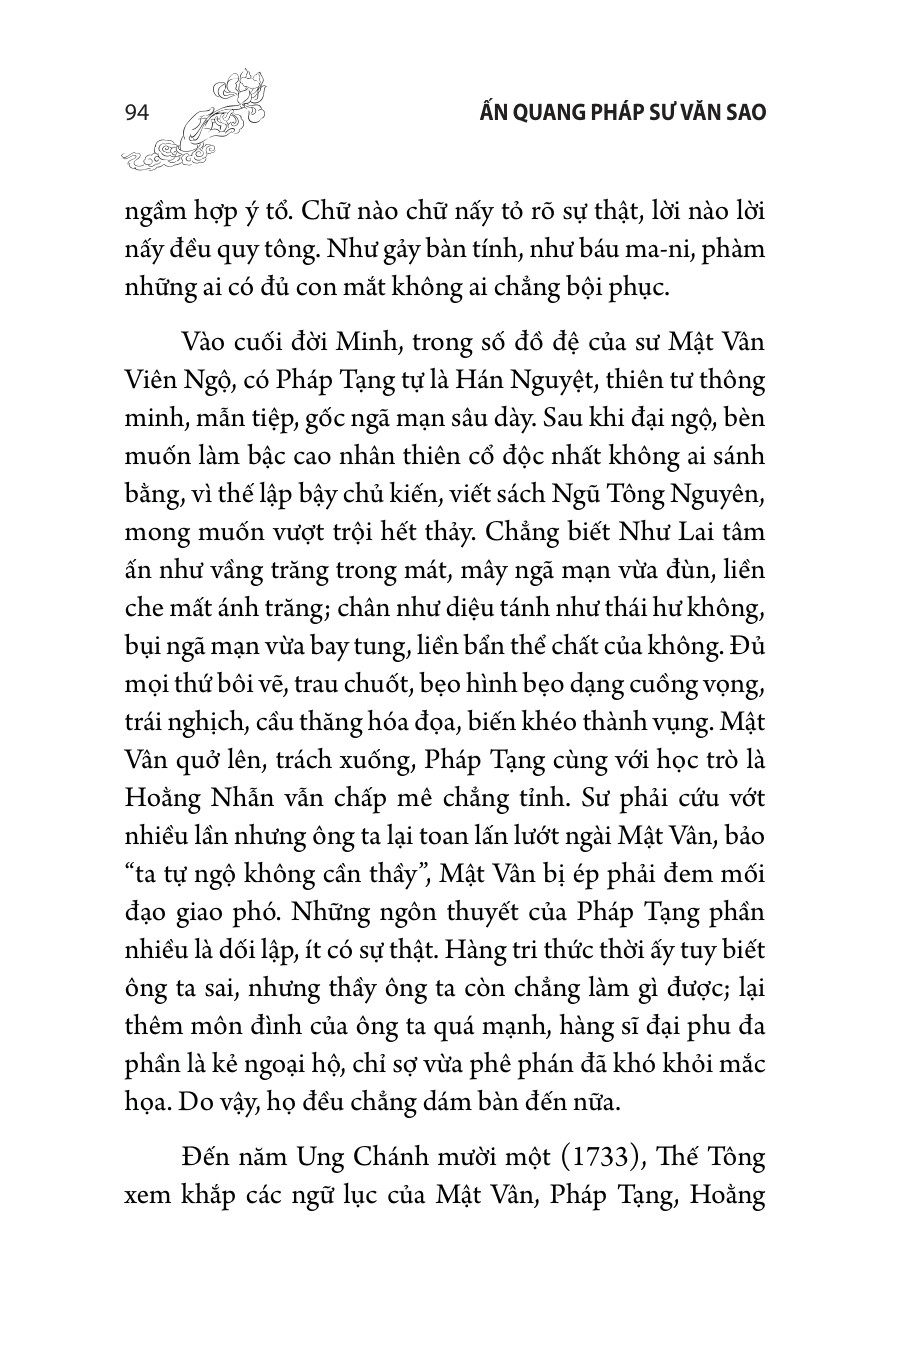 94
ẤN QUANG PHÁP SƯ VĂN SAO
ngầm hợp ý tổ. Chữ nào chữ nấy tỏ rõ sự thật, lời nào lời
nấy đều quy tông. Như gảy bàn tính, như báu ma-ni, phàm
những ai có đủ con mắt không ai chẳng bội phục.
Vào cuối đời Minh, trong số đồ đệ của sư Mật Vân
Viên Ngộ, có Pháp Tạng tự là Hán Nguyệt, thiên tư thông
minh, mẫn tiệp, gốc ngã mạn sâu dày. Sau khi đại ngộ, bèn
muốn làm bậc cao nhân thiên cổ độc nhất không ai sánh
bằng, vì thế lập bậy chủ kiến, viết sách Ngũ Tông Nguyên,
mong muốn vượt trội hết thảy. Chẳng biết Như Lai tâm
ấn như vầng trăng trong mát, mây ngã mạn vừa đùn, liền
che mất ánh trăng; chân như diệu tánh như thái hư không,
bụi ngã mạn vừa bay tung, liền bẩn thể chất của không. Đủ
mọi thứ bôi vẽ, trau chuốt, bẹo hình bẹo dạng cuồng vọng,
trái nghịch, cầu thăng hóa đọa, biến khéo thành vụng. Mật
Vân quở lên, trách xuống, Pháp Tạng cùng với học trò là
Hoằng Nhẫn vẫn chấp mê chẳng tỉnh. Sư phải cứu vớt
nhiều lần nhưng ông ta lại toan lấn lướt ngài Mật Vân, bảo
“ta tự ngộ không cần thầy”, Mật Vân bị ép phải đem mối
đạo giao phó. Những ngôn thuyết của Pháp Tạng phần
nhiều là dối lập, ít có sự thật. Hàng tri thức thời ấy tuy biết
ông ta sai, nhưng thầy ông ta còn chẳng làm gì được; lại
thêm môn đình của ông ta quá mạnh, hàng sĩ đại phu đa
phần là kẻ ngoại hộ, chỉ sợ vừa phê phán đã khó khỏi mắc
họa. Do vậy, họ đều chẳng dám bàn đến nữa.
Đến năm Ung Chánh mười một (1733), Thế Tông
xem khắp các ngữ lục của Mật Vân, Pháp Tạng, Hoằng